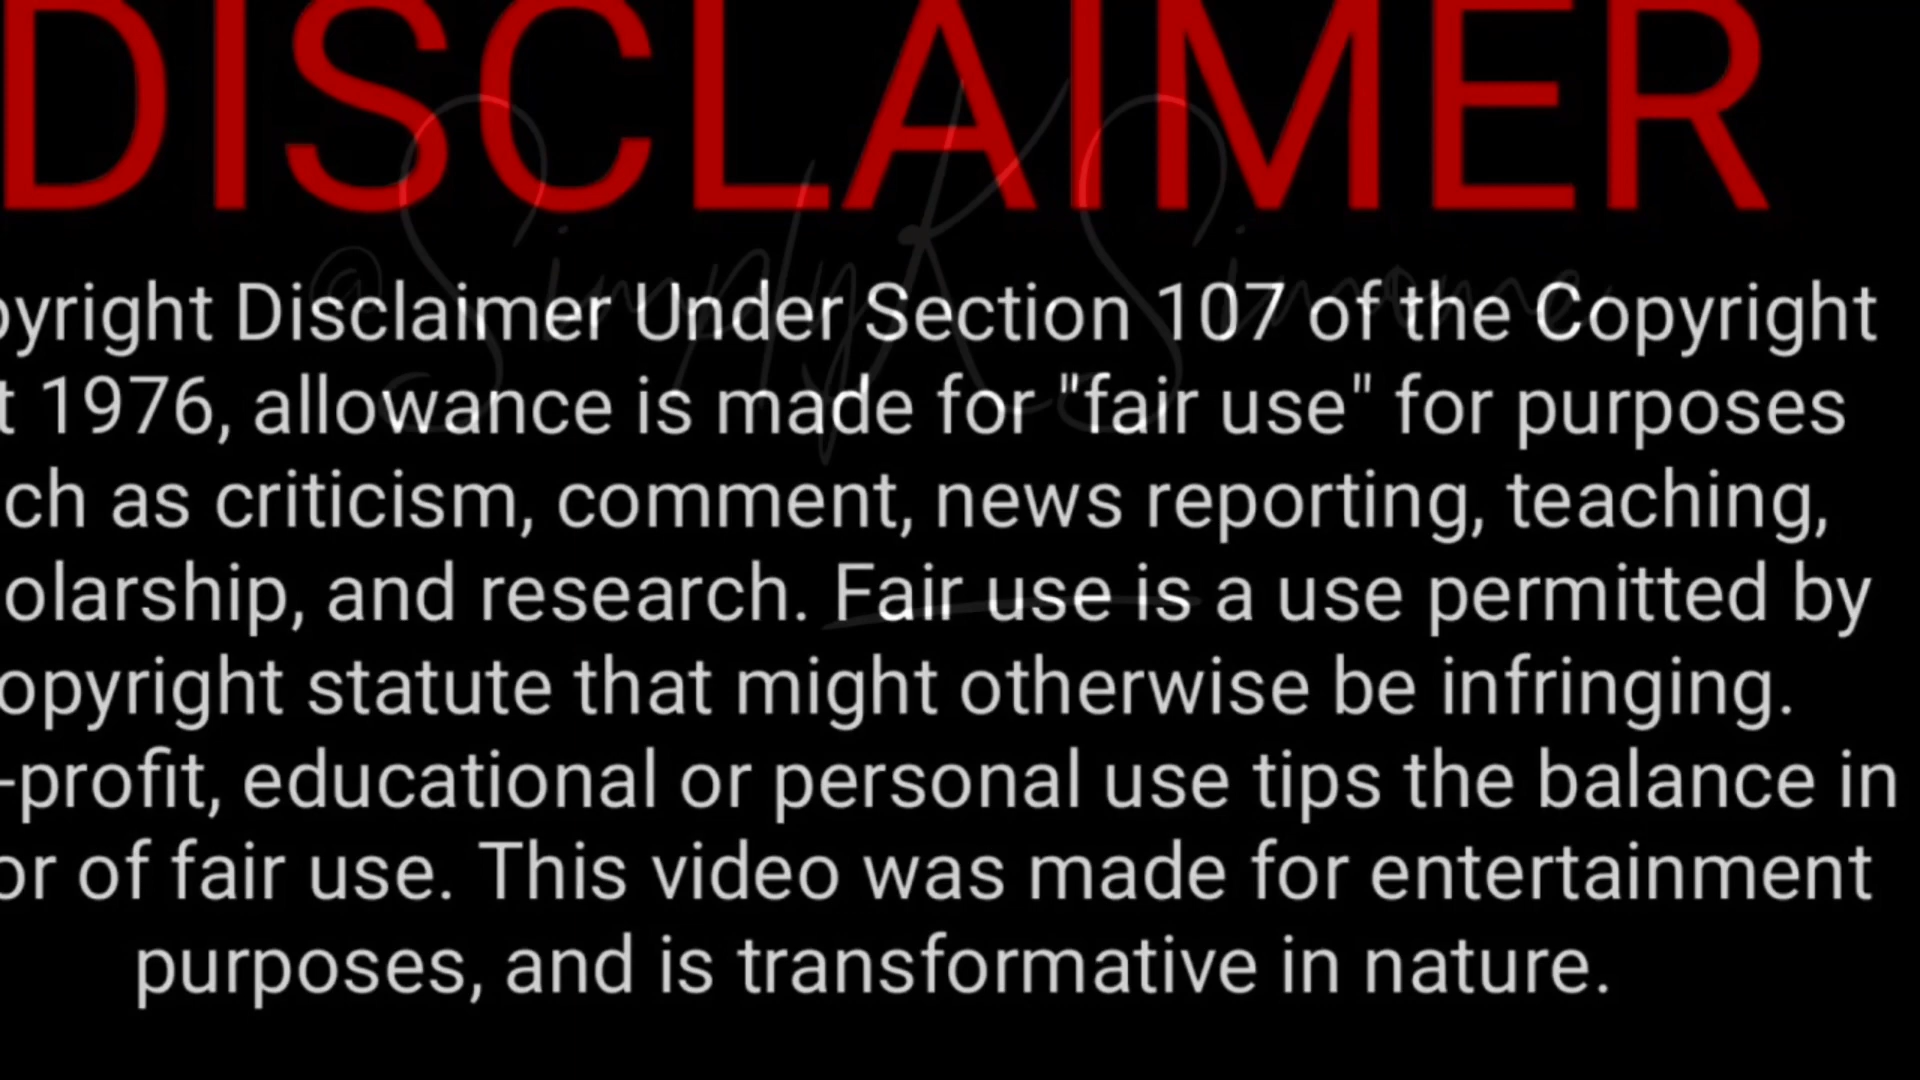 DISCLAIMER
@SimplyK Simone
pyright Disclaimer Under Section 107 of the Copyright
t 1976, allowance is made for "fair use" for purposes
ch as criticism, comment, news reporting, teaching,
olarship, and research. Fair use is a use permitted by
opyright statute that might otherwise be infringing.
-profit, educational or personal use tips the balance in
or of fair use. This video was made for entertainment
purposes, and is transformative in nature.